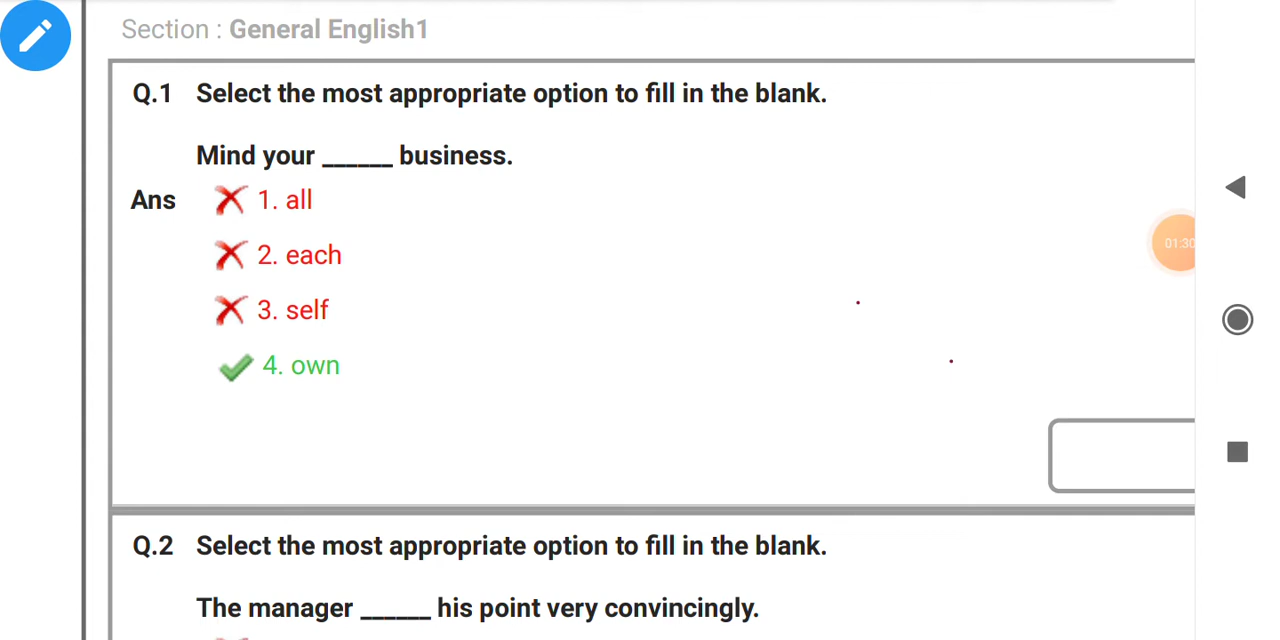 Section : General English1
Q.1 Select the most appropriate option to fill in the blank.
Mind your ______ business.
Ans 1. all
2. each
3. self
4. own
01:30
Q.2 Select the most appropriate option to fill in the blank.
The manager ______ his point very convincingly.